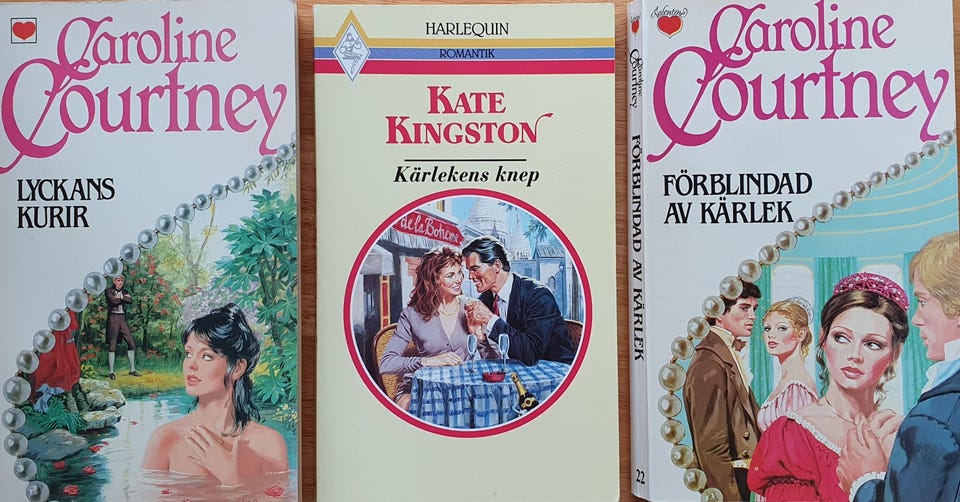 Caroline
Courtney
LYCKANS
KURIR
HARLEQUIN
ROMANTIK
KATE
KINGSTON
Kärlekens knep
de la Bohème
Valentin
Caroline
Courtney
FÖRBLINDAD AV KÄRLEK
22
Caroline
Courtney
FÖRBLINDAD
AV KÄRLEK